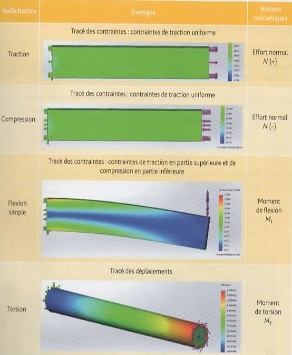 Sollicitation
Exemple
Actions
mécaniques
Traction
Tracé des contraintes : contraintes de traction uniforme
Effort normal
N (+)
Compression
Tracé des contraintes : contraintes de traction uniforme
Effort normal
N (-)
Flexion
simple
Tracé des contraintes : contraintes de traction en partie supérieure et de
compression en partie inférieure
Moment
de flexion
Mf
Torsion
Tracé des déplacements
Moment
de torsion